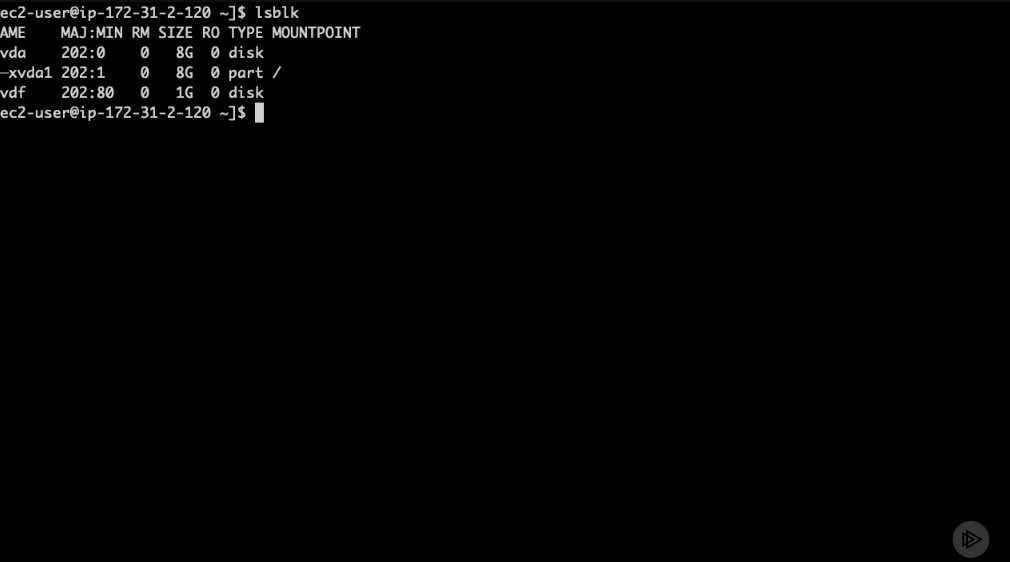 ec2-user@ip-172-31-2-120 ~]$ lsblk
AME    MAJ:MIN RM SIZE RO TYPE MOUNTPOINT
vda    202:0    0   8G  0 disk
─xvda1 202:1    0   8G  0 part /
vdf    202:80   0   1G  0 disk
ec2-user@ip-172-31-2-120 ~]$